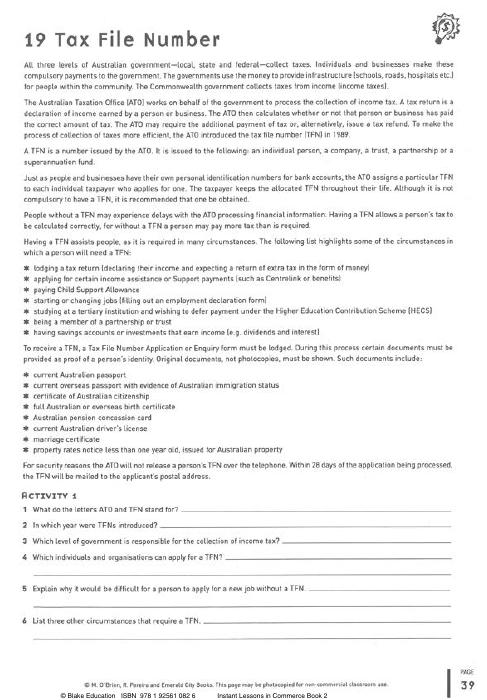 19 Tax File Number
All three levels of Australian government—local, state and federal—collect taxes. Individuals and businesses make these
compulsory payments to the government. The governments use the money to provide infrastructure (schools, roads, hospitals etc.)
for people within the community. The Commonwealth government collects taxes from income (income taxes).
The Australian Taxation Office (ATO) works on behalf of the government to process the collection of income tax. A tax return is a
declaration of income earned by a person or business. The ATO then calculates whether or not that person or business has paid
the correct amount of tax. The ATO may require the additional payment of tax or, alternatively, issue a tax refund. To make the
process of collection of taxes more efficient, the ATO introduced the tax file number (TFN) in 1989.
A TFN is a number issued by the ATO. It is issued to the following: an individual person, a company, a trust, a partnership or a
superannuation fund.
Just as people and businesses have their own personal identification numbers for bank accounts, the ATO assigns a particular TFN
to each individual taxpayer who applies for one. The taxpayer keeps the allocated TFN throughout their life. Although it is not
compulsory to have a TFN, it is recommended that one be obtained.
People without a TFN may experience delays with the ATO processing financial information. Having a TFN allows a person's tax to
be calculated correctly, for without a TFN a person may pay more tax than is required.
Having a TFN assists people, as it is required in many circumstances. The following list highlights some of the circumstances in
which a person will need a TFN:
✱ lodging a tax return (declaring their income and expecting a return of extra tax in the form of money)
✱ applying for certain income assistance or Support payments (such as Centrelink or benefits)
✱ paying Child Support Allowance
✱ starting or changing jobs (filling out an employment declaration form)
✱ studying at a tertiary institution and wishing to defer payment under the Higher Education Contribution Scheme (HECS)
✱ being a member of a partnership or trust
✱ having savings accounts or investments that earn income (e.g. dividends and interest)
To receive a TFN, a Tax File Number Application or Enquiry form must be lodged. During this process certain documents must be
provided as proof of a person's identity. Original documents, not photocopies, must be shown. Such documents include:
✱ current Australian passport
✱ current overseas passport with evidence of Australian immigration status
✱ certificate of Australian citizenship
✱ full Australian or overseas birth certificate
✱ Australian pension concession card
✱ current Australian driver's license
✱ marriage certificate
✱ property rates notice less than one year old, issued for Australian property
For security reasons the ATO will not release a person's TFN over the telephone. Within 28 days of the application being processed,
the TFN will be mailed to the applicant's postal address.
ACTIVITY 1
1 What do the letters ATO and TFN stand for?
2 In which year were TFNs introduced?
3 Which level of government is responsible for the collection of income tax?
4 Which individuals and organisations can apply for a TFN?
5 Explain why it would be difficult for a person to apply for a new job without a TFN.
6 List three other circumstances that require a TFN.
© M. O'Brien, R. Pereira and Emerald City Books. This page may be photocopied for non-commercial classroom use.
PAGE
39
© Blake Education ISBN 978 1 92561 082 6 Instant Lessons in Commerce Book 2